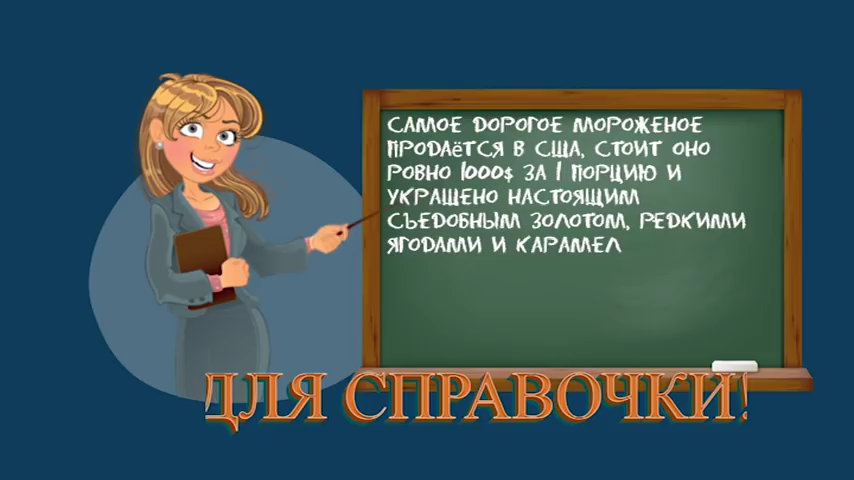 САМОЕ ДОРОГОЕ МОРОЖЕНОЕ
ПРОДАёТСЯ В США, СТОИТ ОНО
РОВНО 1000$ ЗА 1 ПОРЦИЮ И
УКРАШЕНО НАСТОЯЩИМ
СЪЕДОБНЫМ ЗОЛОТОМ, РЕДКИМИ
ЯГОДАМИ И КАРАМЕЛ
ДЛЯ СПРАВОЧКИ!